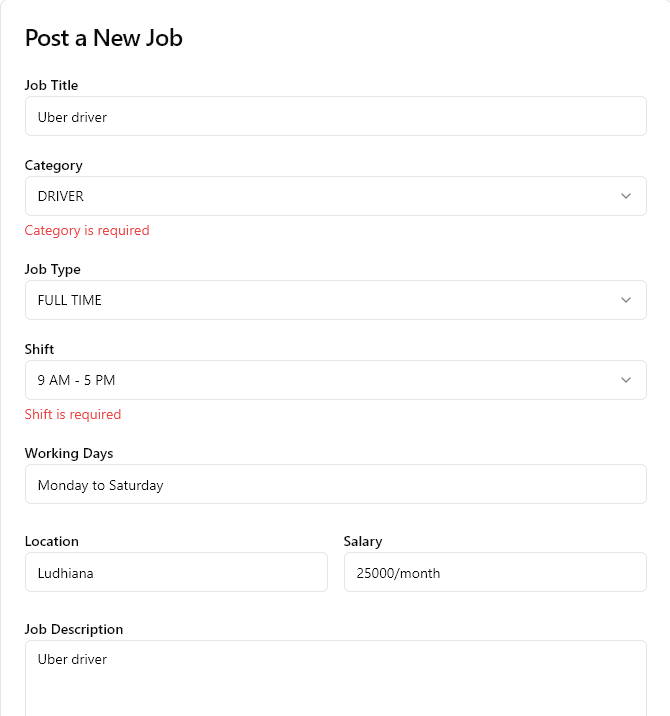 Post a New Job
Job Title
Uber driver
Category
DRIVER
Category is required
Job Type
FULL TIME
Shift
9 AM - 5 PM
Shift is required
Working Days
Monday to Saturday
Location
Salary
Ludhiana
25000/month
Job Description
Uber driver